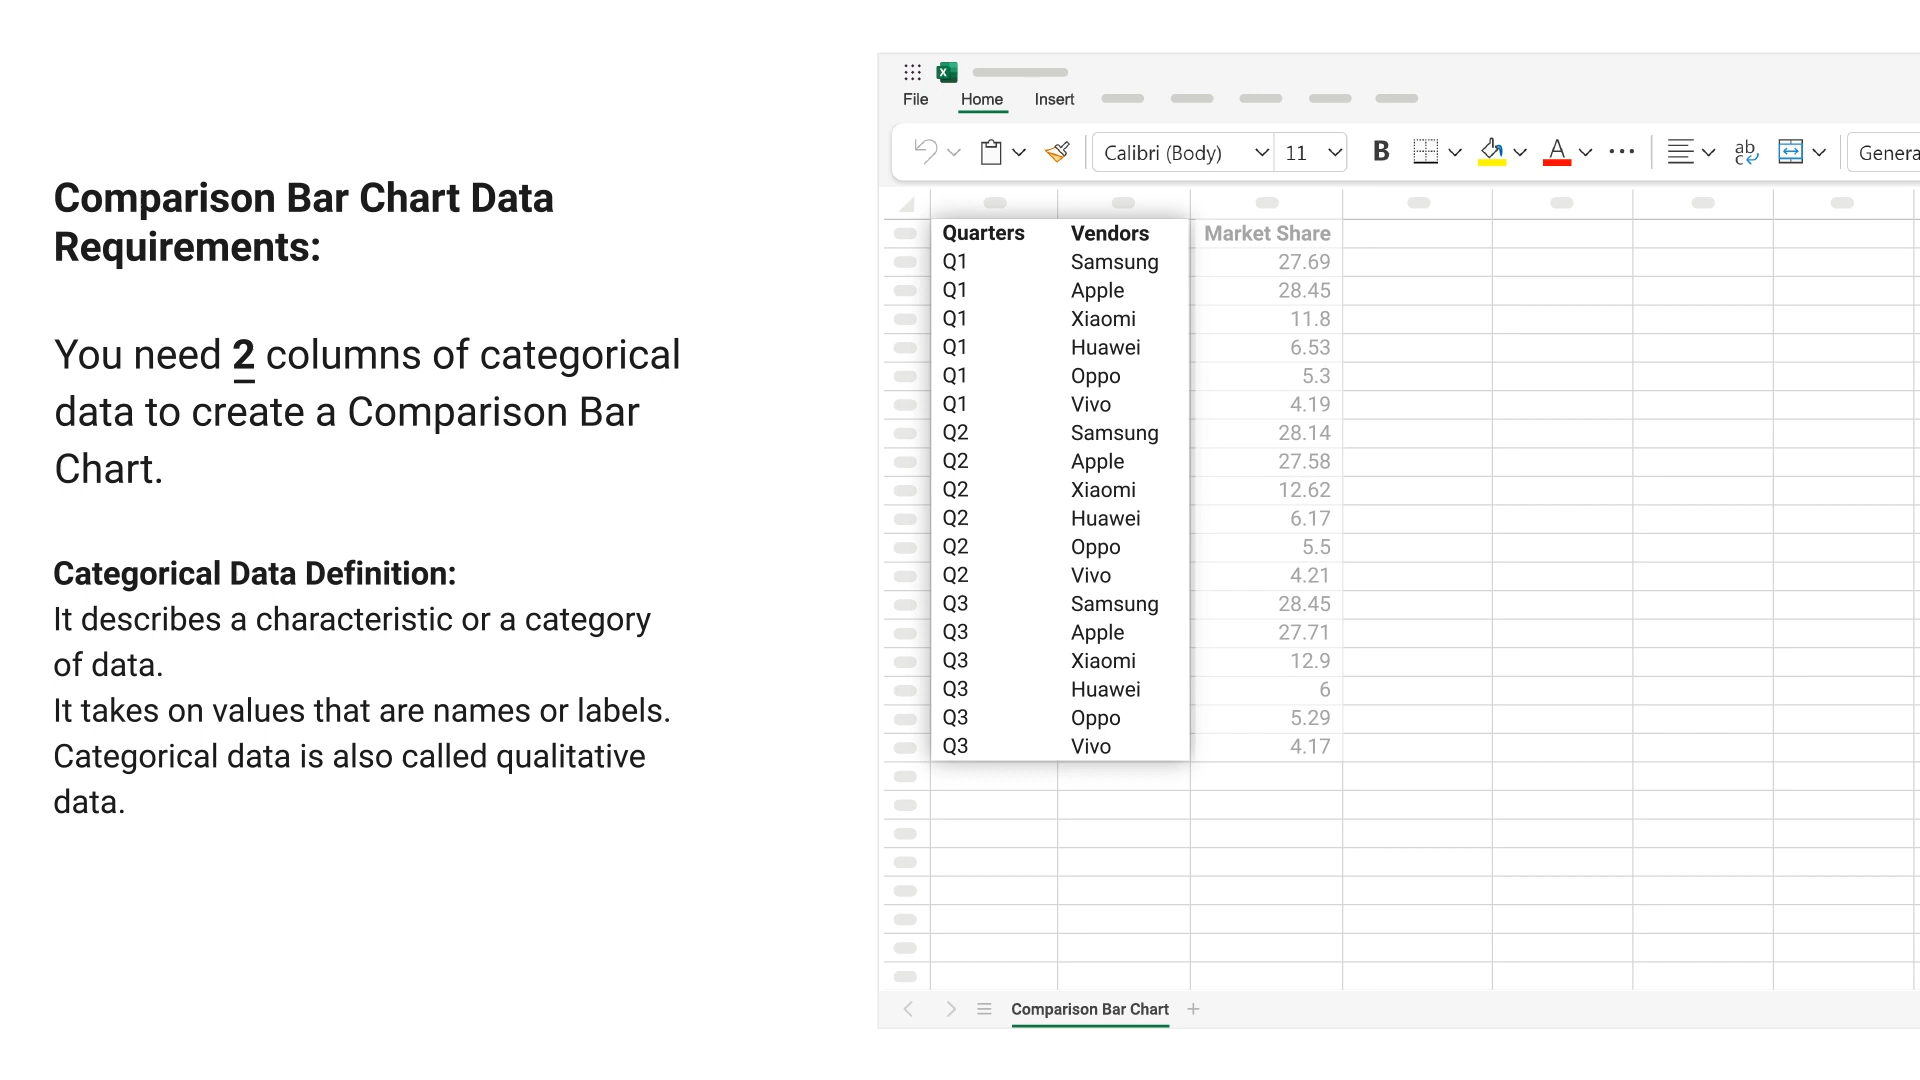 Comparison Bar Chart Data
Requirements:
You need 2 columns of categorical
data to create a Comparison Bar
Chart.
Categorical Data Definition:
It describes a characteristic or a category
of data.
It takes on values that are names or labels.
Categorical data is also called qualitative
data.
File Home Insert
Calibri (Body) 11 B A ab c Genera
Quarters Vendors Market Share
Q1 Samsung 27.69
Q1 Apple 28.45
Q1 Xiaomi 11.8
Q1 Huawei 6.53
Q1 Oppo 5.3
Q1 Vivo 4.19
Q2 Samsung 28.14
Q2 Apple 27.58
Q2 Xiaomi 12.62
Q2 Huawei 6.17
Q2 Oppo 5.5
Q2 Vivo 4.21
Q3 Samsung 28.45
Q3 Apple 27.71
Q3 Xiaomi 12.9
Q3 Huawei 6
Q3 Oppo 5.29
Q3 Vivo 4.17
Comparison Bar Chart